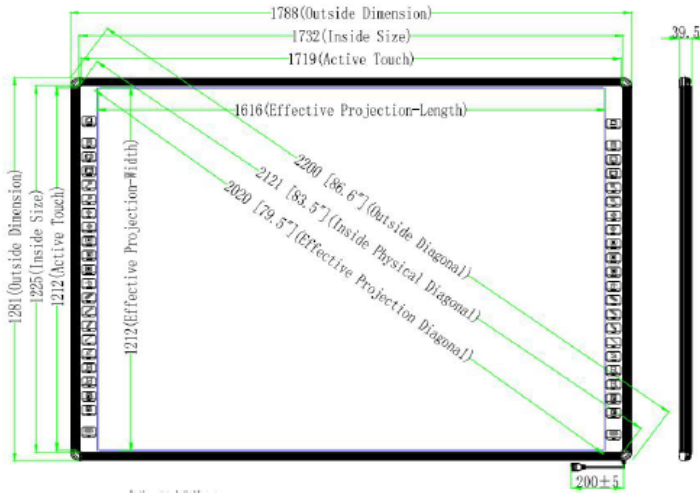 1788(Outside Dimension)
1732(Inside Size)
1719(Active Touch)
39.5
1616(Effective Projection-Length)
1281(Outside Dimension)
1225(Inside Size)
1212(Active Touch)
1212(Effective Projection-Width)
2200 [86.6"](Outside Diagonal)
2121 [83.5"](Inside Physical Diagonal)
2020 [79.5"](Effective Projection Diagonal)
200±5